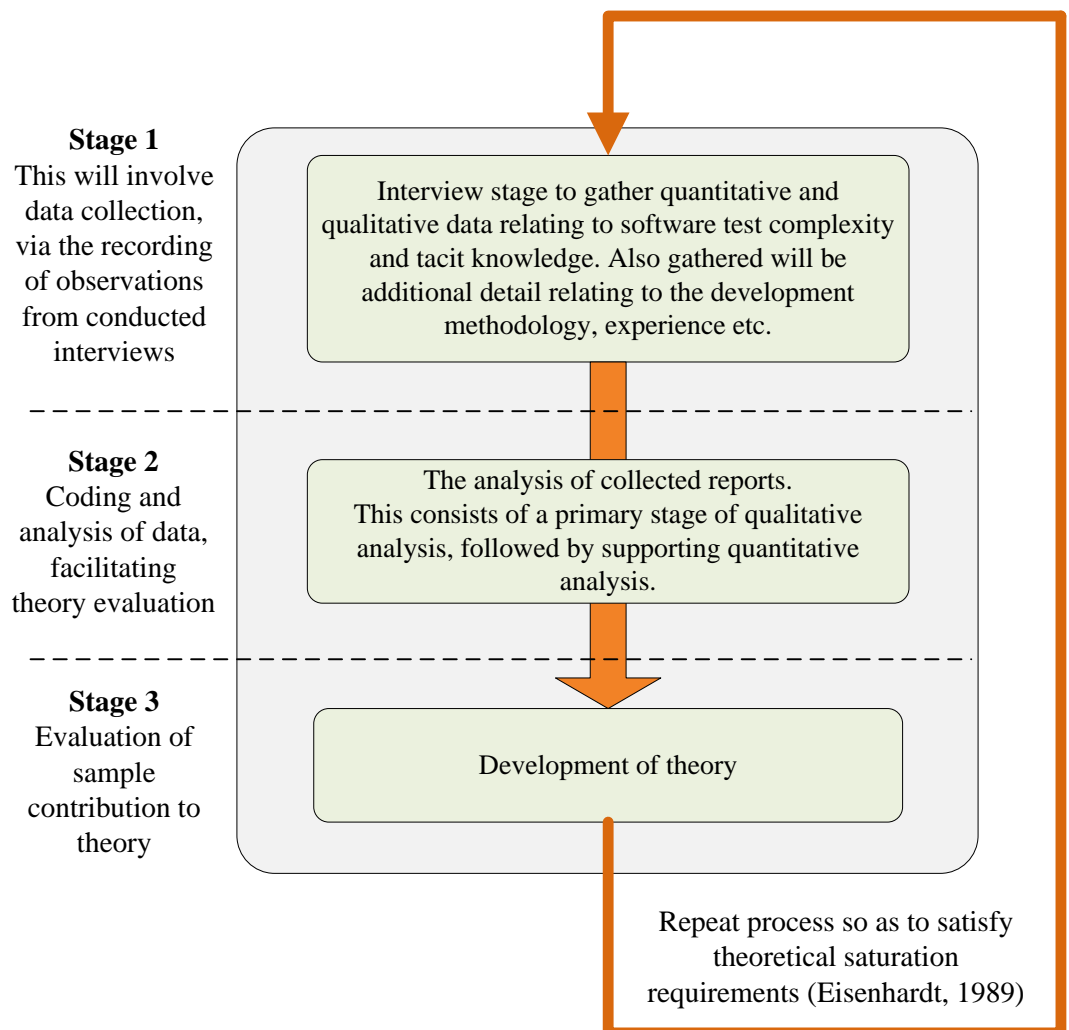 Stage 1
This will involve
data collection,
via the recording
of observations
from conducted
interviews
Interview stage to gather quantitative and
qualitative data relating to software test complexity
and tacit knowledge. Also gathered will be
additional detail relating to the development
methodology, experience etc.
Stage 2
Coding and
analysis of data,
facilitating
theory evaluation
The analysis of collected reports.
This consists of a primary stage of qualitative
analysis, followed by supporting quantitative
analysis.
Stage 3
Evaluation of
sample
contribution to
theory
Development of theory
Repeat process so as to satisfy
theoretical saturation
requirements (Eisenhardt, 1989)